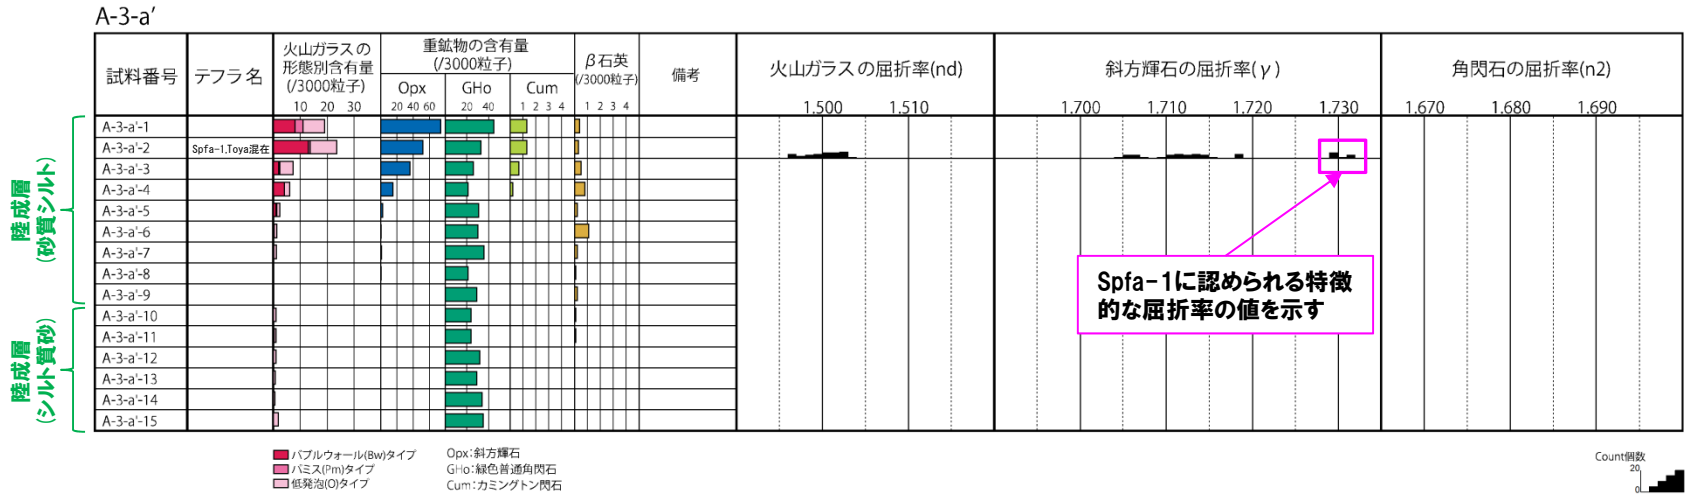 A-3-a’
試料番号
テフラ名
火山ガラスの
形態別含有量
(/3000粒子)
10 20 30
重鉱物の含有量
(/3000粒子)
Opx
GHo
Cum
20 40 60
20 40
1 2 3 4
β石英
(/3000粒子)
1 2 3 4
備考
火山ガラスの屈折率(nd)
1.500 1.510
斜方輝石の屈折率(γ)
1.700 1.710 1.720 1.730
角閃石の屈折率(n2)
1.670 1.680 1.690
陸成層
(砂質シルト)
陸成層
(シルト質砂)
A-3-a'-1
A-3-a'-2 Spfa-1,Toya混在
A-3-a'-3
A-3-a'-4
A-3-a'-5
A-3-a'-6
A-3-a'-7
A-3-a'-8
A-3-a'-9
A-3-a'-10
A-3-a'-11
A-3-a'-12
A-3-a'-13
A-3-a'-14
A-3-a'-15
Spfa-1に認められる特徴
的な屈折率の値を示す
バブルウォール(Bw)タイプ
パミス(Pm)タイプ
低発泡(O)タイプ
Opx:斜方輝石
GHo:緑色普通角閃石
Cum:カミングトン閃石
Count個数
20
0